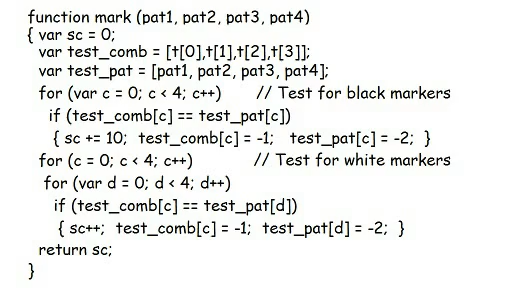 function mark (pat1, pat2, pat3, pat4)
{ var sc = 0;
var test_comb = [t[0],t[1],t[2],t[3]];
var test_pat = [pat1, pat2, pat3, pat4];
for (var c = 0; c < 4; c++) // Test for black markers
if (test_comb[c] == test_pat[c])
{ sc += 10; test_comb[c] = -1; test_pat[c] = -2; }
for (c = 0; c < 4; c++) // Test for white markers
for (var d = 0; d < 4; d++)
if (test_comb[c] == test_pat[d])
{ sc++; test_comb[c] = -1; test_pat[d] = -2; }
return sc;
}